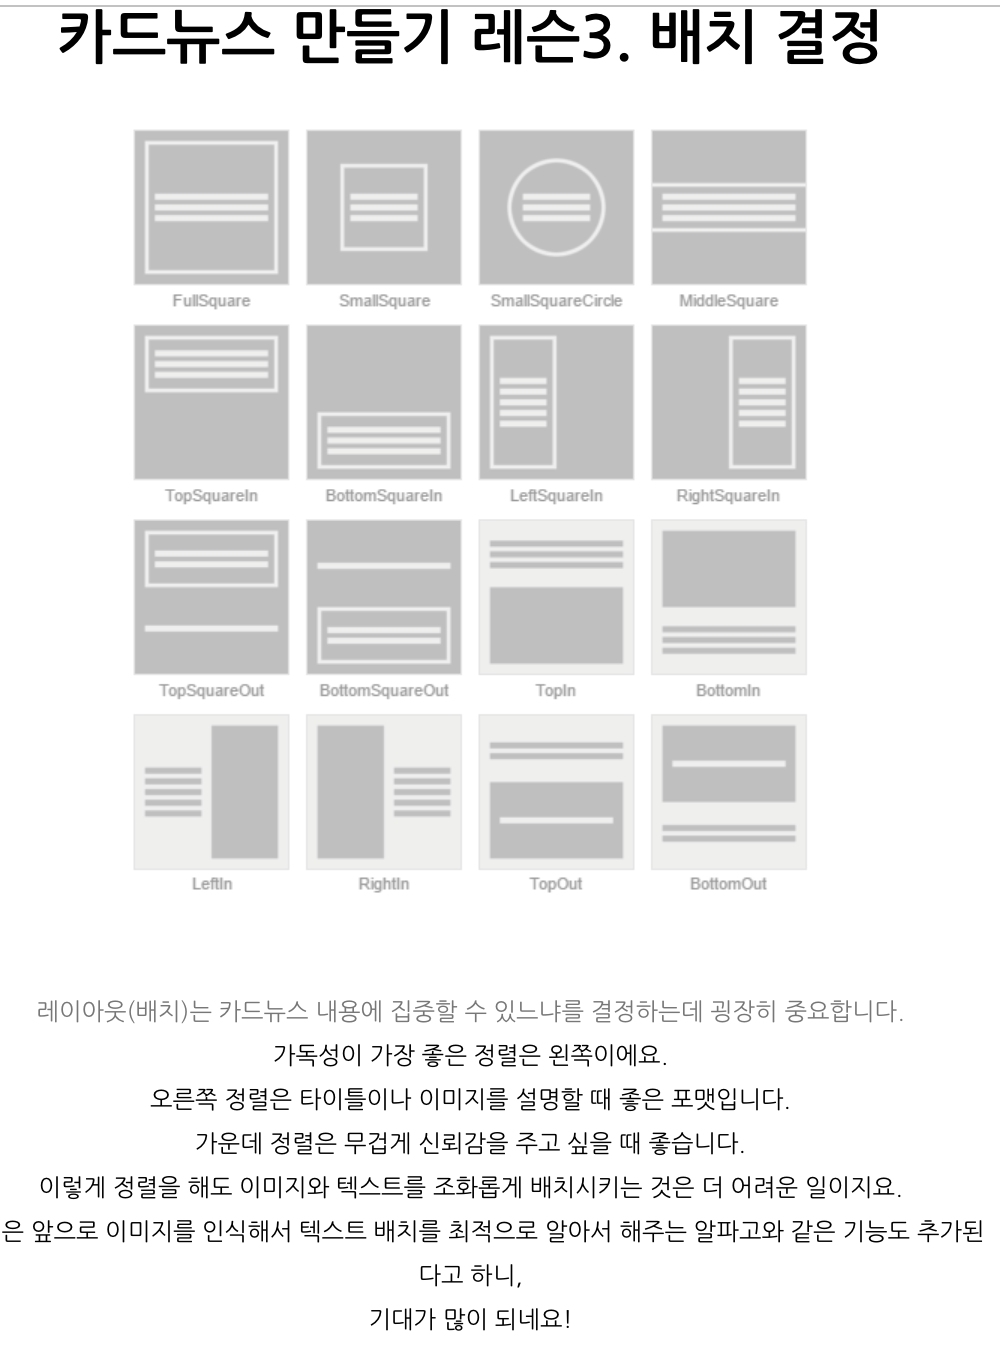 카드뉴스 만들기 레슨3. 배치 결정
FullSquare
SmallSquare
SmallSquareCircle
MiddleSquare
TopSquareIn
BottomSquareIn
LeftSquareIn
RightSquareIn
TopSquareOut
BottomSquareOut
TopIn
BottomIn
LeftIn
RightIn
TopOut
BottomOut
레이아웃(배치)는 카드뉴스 내용에 집중할 수 있느냐를 결정하는데 굉장히 중요합니다.
가독성이 가장 좋은 정렬은 왼쪽이에요.
오른쪽 정렬은 타이틀이나 이미지를 설명할 때 좋은 포맷입니다.
가운데 정렬은 무겁게 신뢰감을 주고 싶을 때 좋습니다.
이렇게 정렬을 해도 이미지와 텍스트를 조화롭게 배치시키는 것은 더 어려운 일이지요.
은 앞으로 이미지를 인식해서 텍스트 배치를 최적으로 알아서 해주는 알파고와 같은 기능도 추가된
다고 하니,
기대가 많이 되네요!